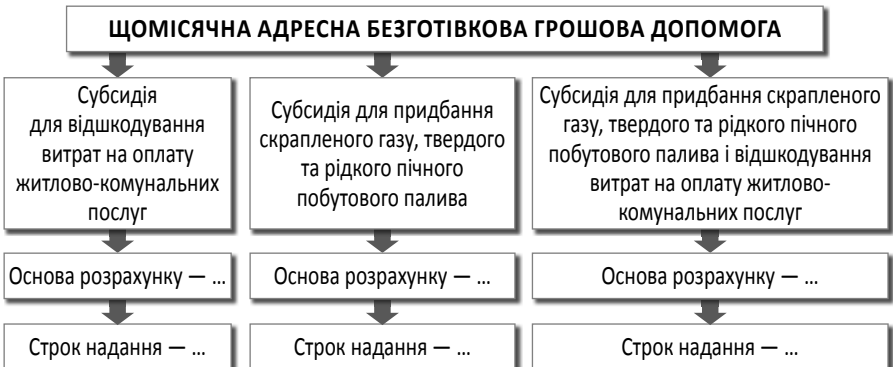 ЩОМІСЯЧНА АДРЕСНА БЕЗГОТІВКОВА ГРОШОВА ДОПОМОГА
Субсидія
для відшкодування
витрат на оплату
житлово-комунальних
послуг
Субсидія для придбання
скрапленого газу, твердого
та рідкого пічного
побутового палива
Субсидія для придбання скрапленого
газу, твердого та рідкого пічного
побутового палива і відшкодування
витрат на оплату житлово-
комунальних послуг
Основа розрахунку — ...
Основа розрахунку — ...
Основа розрахунку — ...
Строк надання — ...
Строк надання — ...
Строк надання — ...